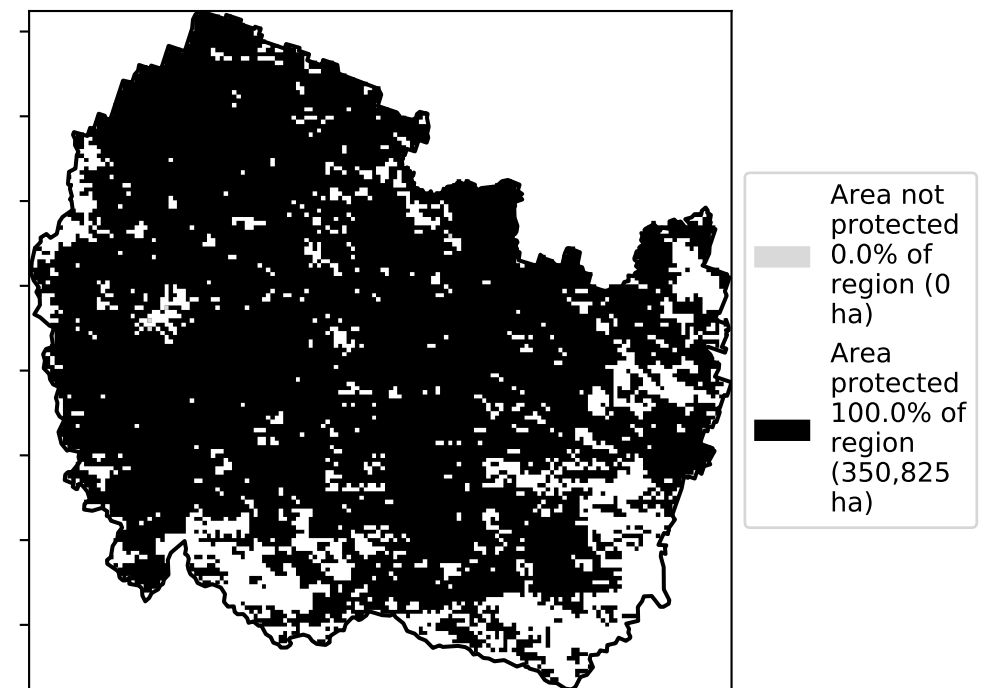 Area not
protected
0.0% of
region (0
ha)
Area
protected
100.0% of
region
(350,825
ha)